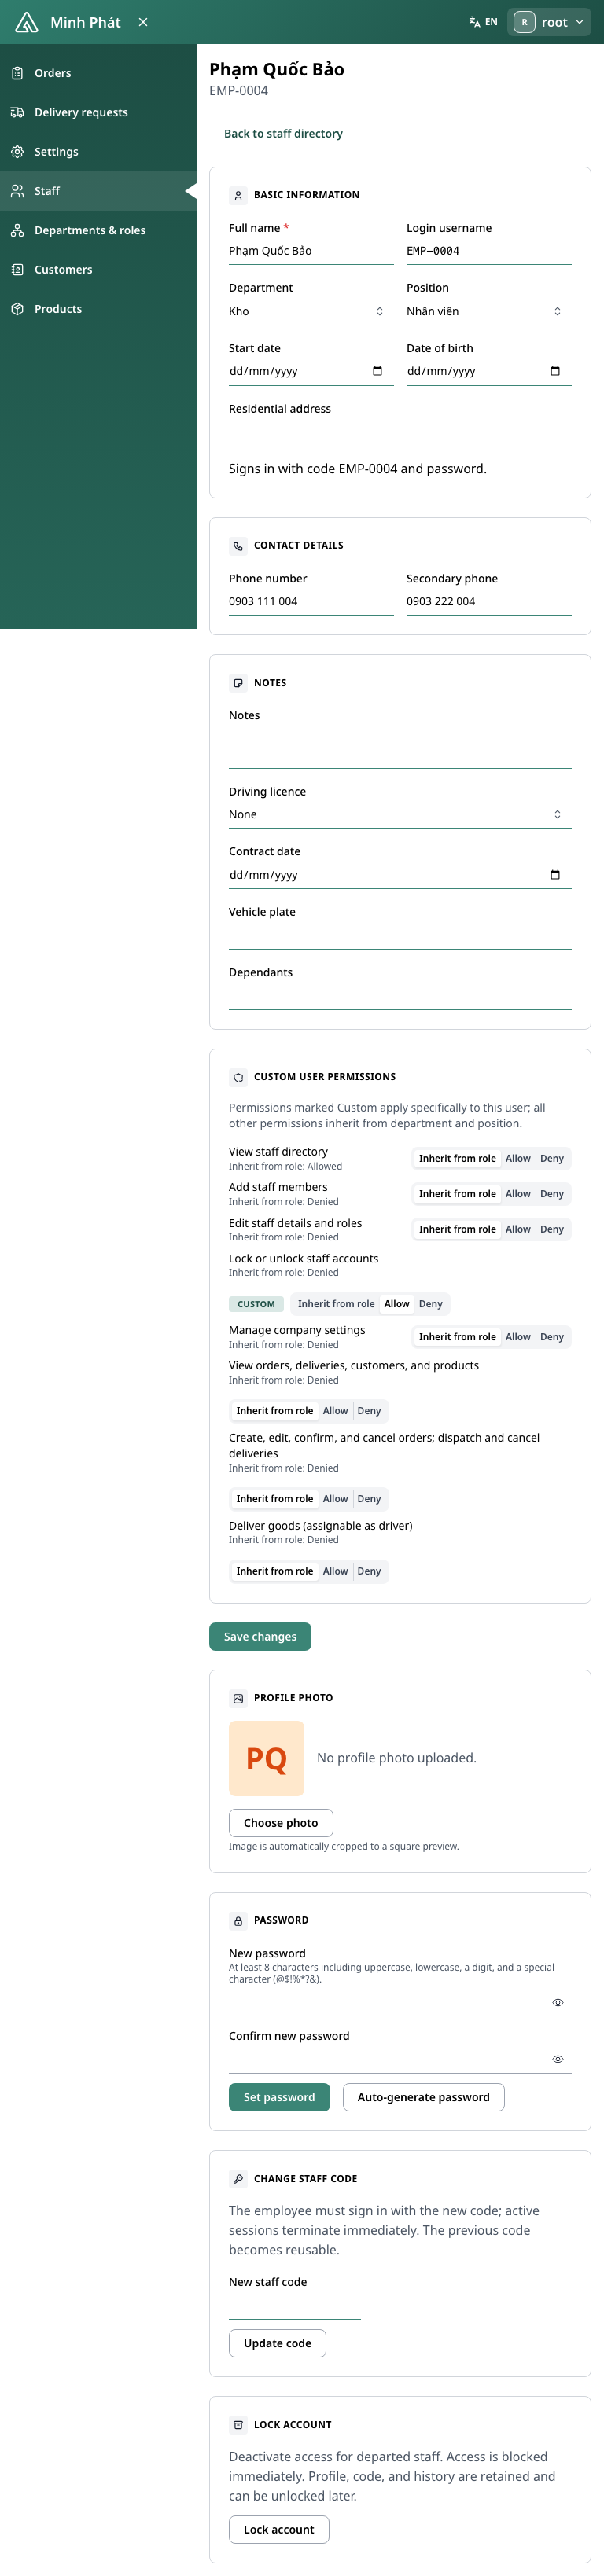 Minh Phát
EN
R
root
Orders
Delivery requests
Settings
Staff
Departments & roles
Customers
Products
Phạm Quốc Bảo
EMP-0004
Back to staff directory
BASIC INFORMATION
Full name *
Login username
Phạm Quốc Bảo
EMP-0004
Department
Position
Kho
Nhân viên
Start date
Date of birth
dd/mm/yyyy
dd/mm/yyyy
Residential address
Signs in with code EMP-0004 and password.
CONTACT DETAILS
Phone number
Secondary phone
0903 111 004
0903 222 004
NOTES
Notes
Driving licence
None
Contract date
dd/mm/yyyy
Vehicle plate
Dependants
CUSTOM USER PERMISSIONS
Permissions marked Custom apply specifically to this user; all
other permissions inherit from department and position.
View staff directory
Inherit from role: Allowed
Inherit from role Allow Deny
Add staff members
Inherit from role: Denied
Inherit from role Allow Deny
Edit staff details and roles
Inherit from role: Denied
Inherit from role Allow Deny
Lock or unlock staff accounts
Inherit from role: Denied
CUSTOM Inherit from role Allow Deny
Manage company settings
Inherit from role: Denied
Inherit from role Allow Deny
View orders, deliveries, customers, and products
Inherit from role: Denied
Inherit from role Allow Deny
Create, edit, confirm, and cancel orders; dispatch and cancel
deliveries
Inherit from role: Denied
Inherit from role Allow Deny
Deliver goods (assignable as driver)
Inherit from role: Denied
Inherit from role Allow Deny
Save changes
PROFILE PHOTO
PQ
No profile photo uploaded.
Choose photo
Image is automatically cropped to a square preview.
PASSWORD
New password
At least 8 characters including uppercase, lowercase, a digit, and a special
character (@$!%*?&).
Confirm new password
Set password
Auto-generate password
CHANGE STAFF CODE
The employee must sign in with the new code; active
sessions terminate immediately. The previous code
becomes reusable.
New staff code
Update code
LOCK ACCOUNT
Deactivate access for departed staff. Access is blocked
immediately. Profile, code, and history are retained and
can be unlocked later.
Lock account